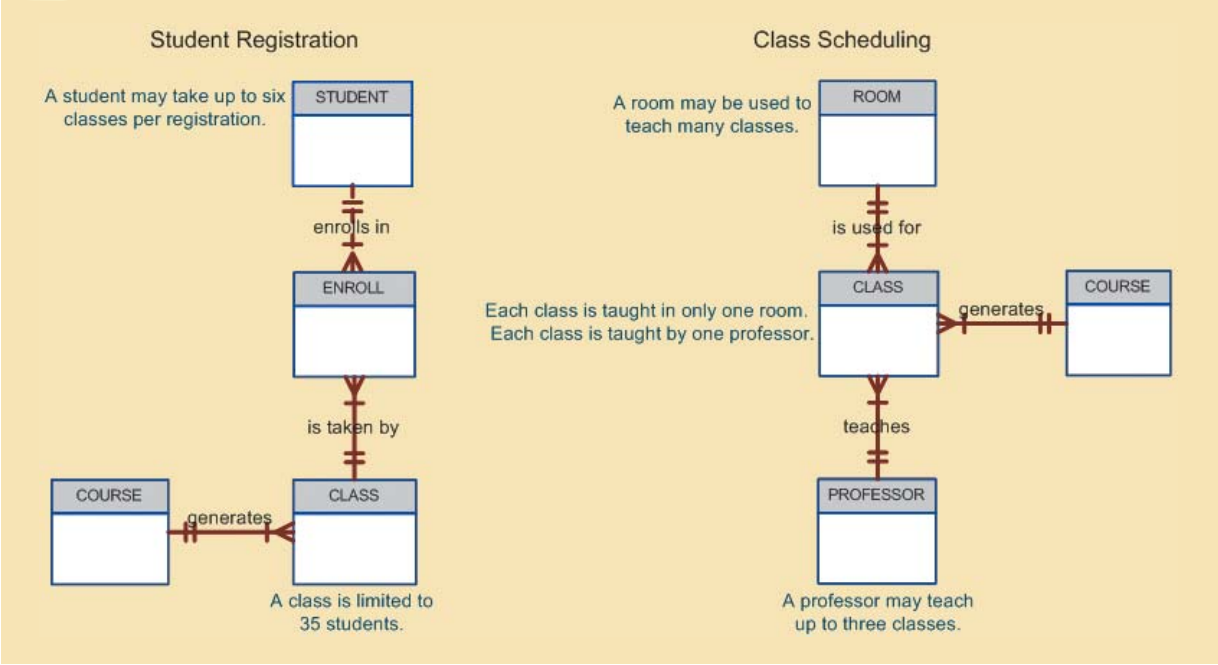 Student Registration
A student may take up to six
classes per registration.
STUDENT
enrolls in
ENROLL
is taken by
COURSE
generates
CLASS
A class is limited to
35 students.
Class Scheduling
A room may be used to
teach many classes.
ROOM
is used for
Each class is taught in only one room.
Each class is taught by one professor.
CLASS
generates
COURSE
teaches
PROFESSOR
A professor may teach
up to three classes.